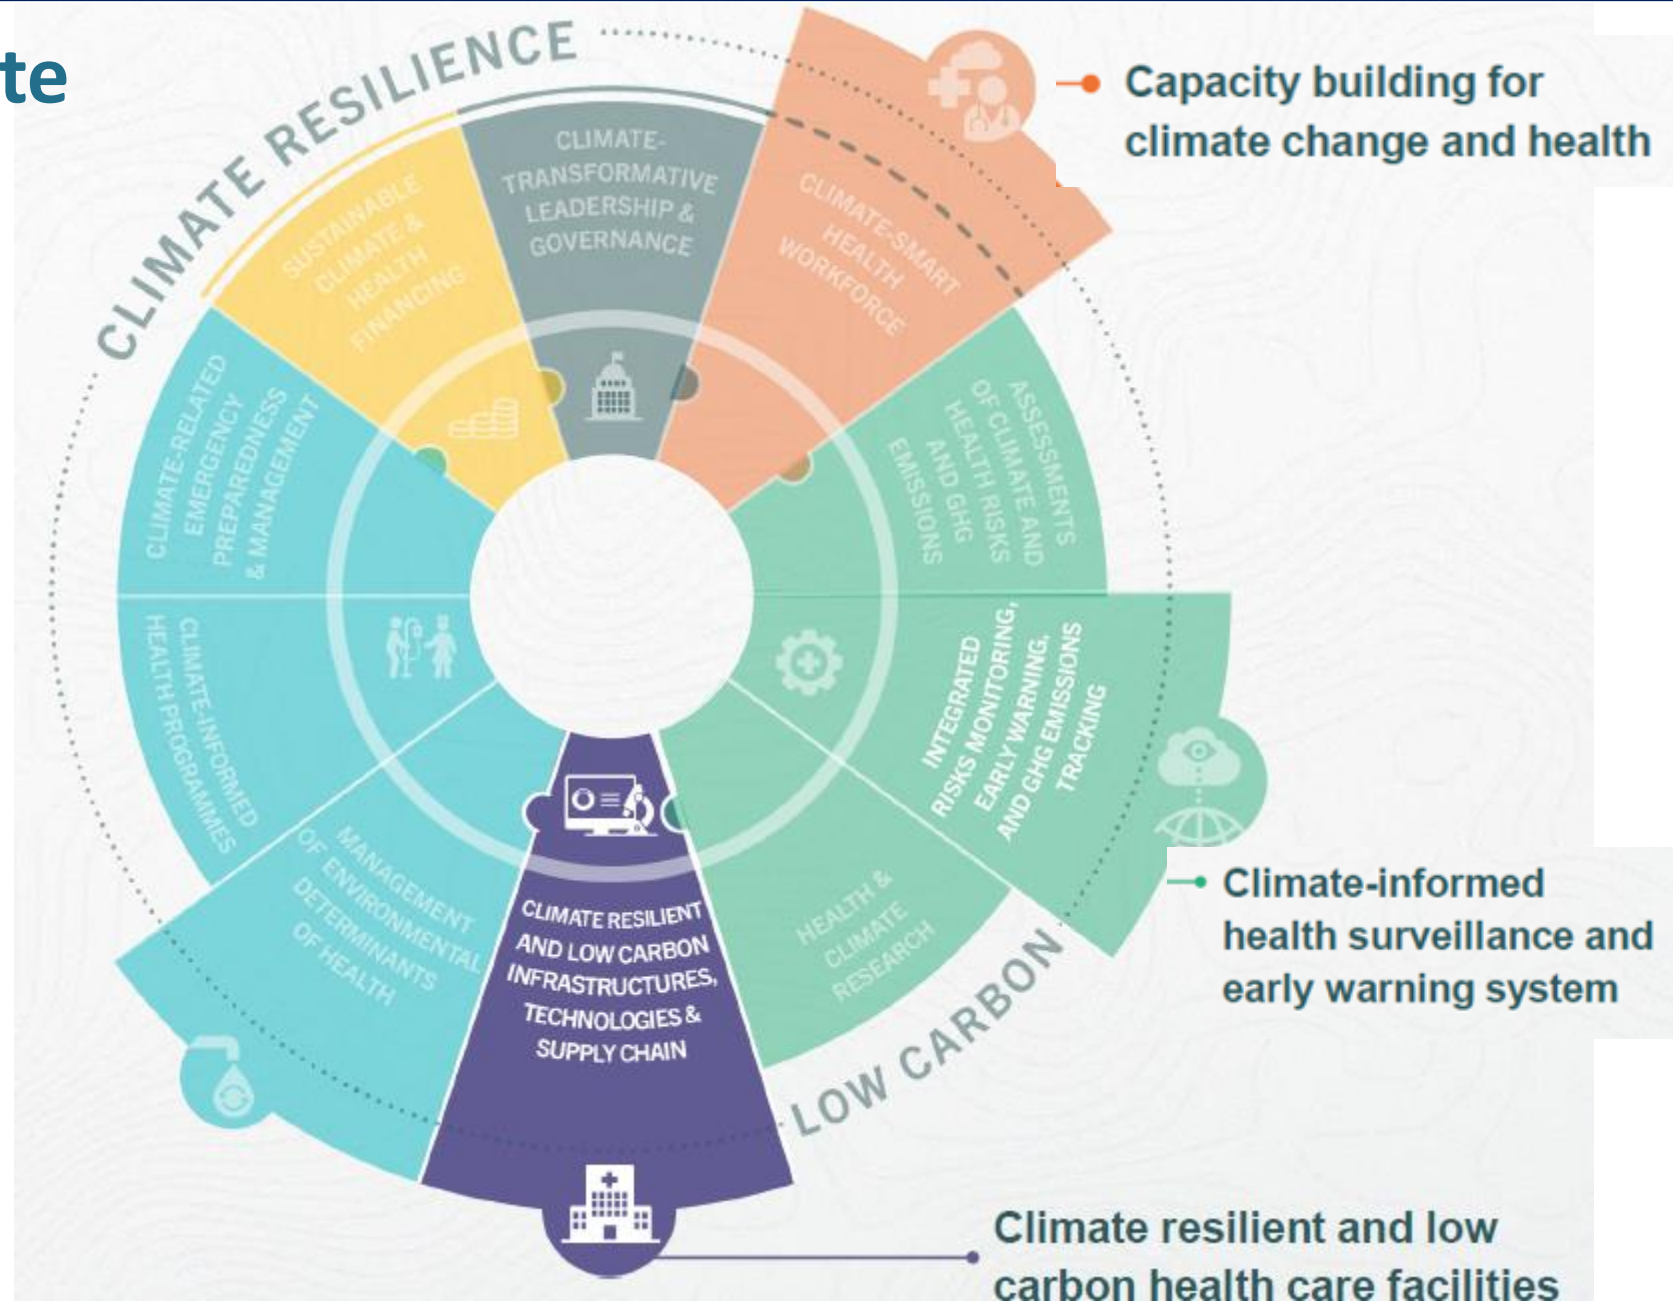 te
CLIMATE RESILIENCE
CLIMATE-
TRANSFORMATIVE
LEADERSHIP &
GOVERNANCE
CLIMATE-SMART
HEALTH
WORKFORCE
Capacity building for
climate change and health
ASSESSMENTS
OF CLIMATE AND
HEALTH RISKS
AND GHG
EMISSIONS
INTEGRATED
RISKS MONITORING,
EARLY WARNING,
AND GHG EMISSIONS
TRACKING
Climate-informed
health surveillance and
early warning system
HEALTH &
CLIMATE
RESEARCH
LOW CARBON
CLIMATE RESILIENT
AND LOW CARBON
INFRASTRUCTURES,
TECHNOLOGIES &
SUPPLY CHAIN
Climate resilient and low
carbon health care facilities
MANAGEMENT
OF ENVIRONMENTAL
DETERMINANTS
OF HEALTH
CLIMATE-INFORMED
HEALTH PROGRAMMES
CLIMATE-RELATED
EMERGENCY
PREPAREDNESS
& MANAGEMENT
SUSTAINABLE
CLIMATE &
HEALTH
FINANCING